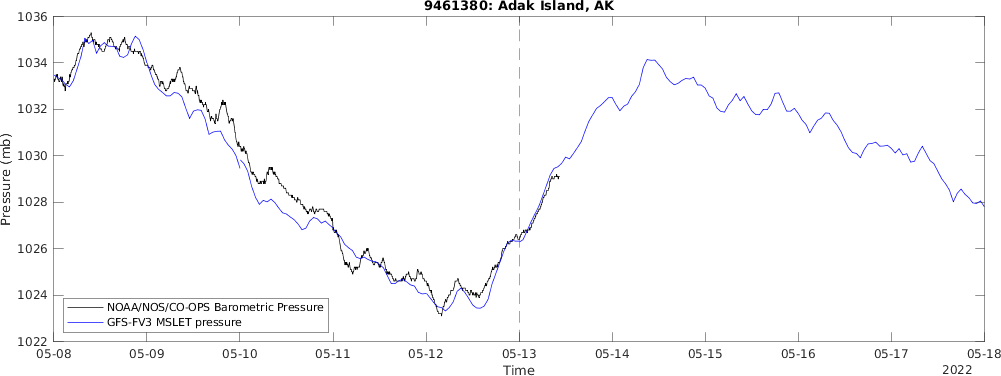 9461380: Adak Island, AK
Pressure (mb)
1036
1034
1032
1030
1028
1026
1024
1022
NOAA/NOS/CO-OPS Barometric Pressure
GFS-FV3 MSLET pressure
05-08 05-09 05-10 05-11 05-12 05-13 05-14 05-15 05-16 05-17 05-18
Time
2022